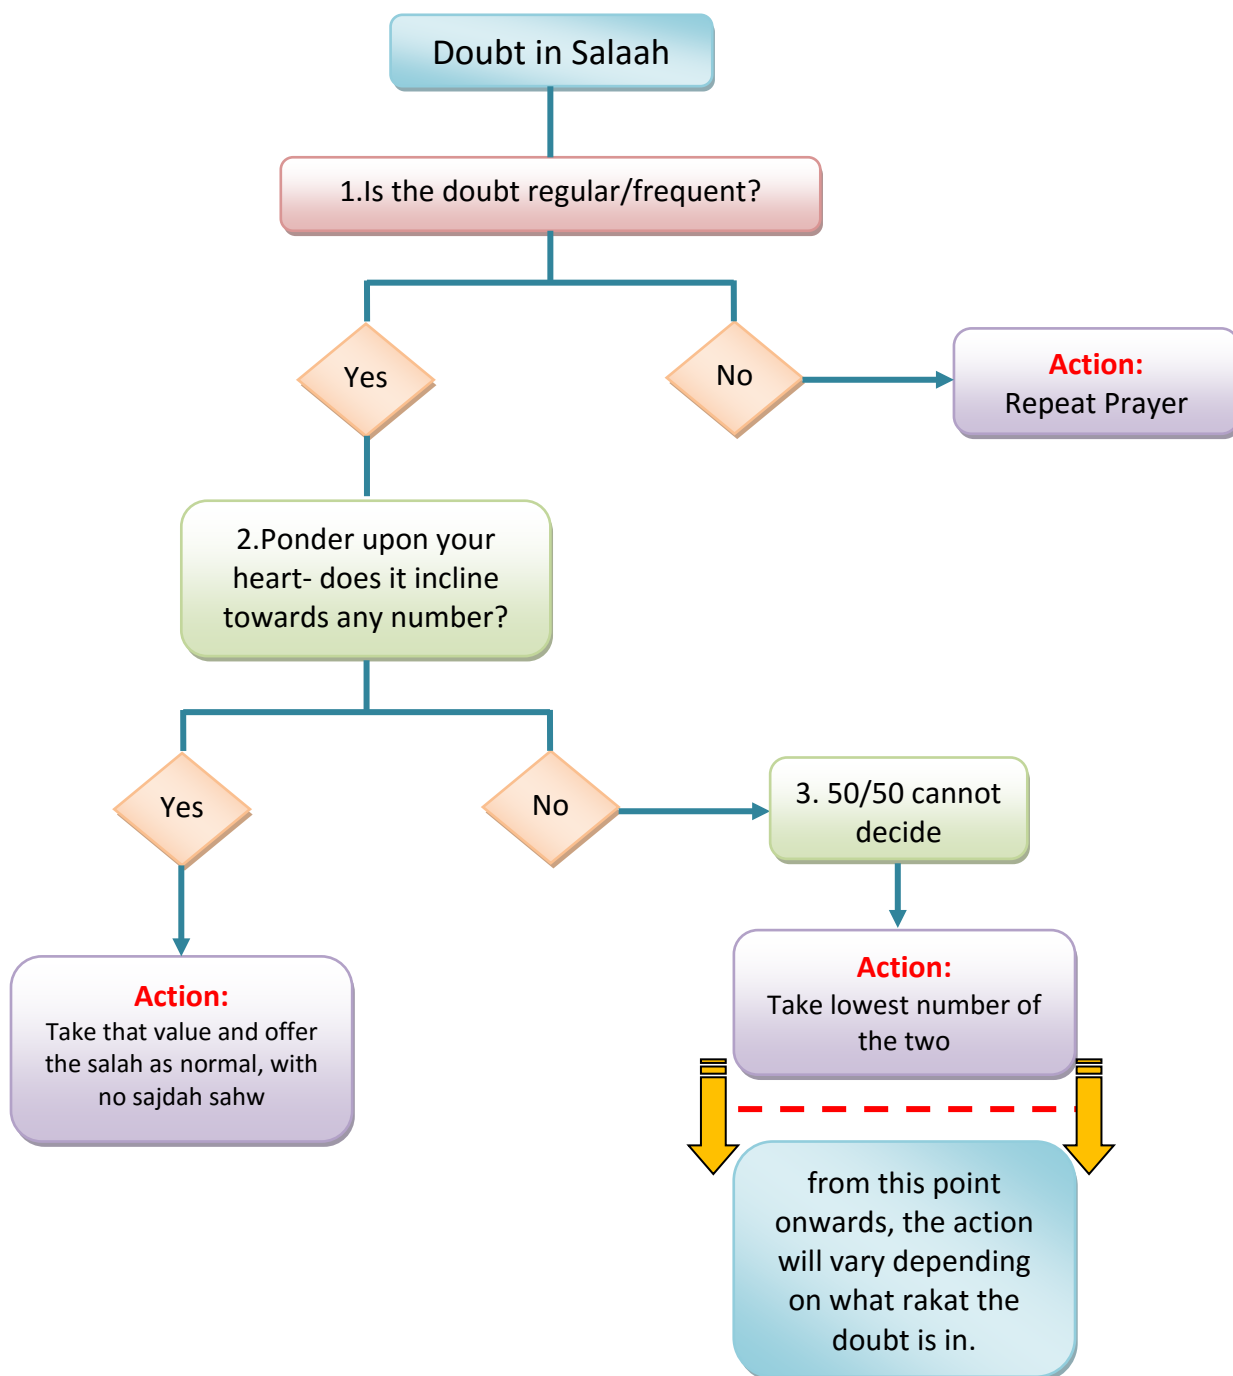 Doubt in Salaah
1.Is the doubt regular/frequent?
Yes
No
Action:
Repeat Prayer
2.Ponder upon your
heart- does it incline
towards any number?
Yes
No
3. 50/50 cannot
decide
Action:
Take that value and offer
the salah as normal, with
no sajdah sahw
Action:
Take lowest number of
the two
from this point
onwards, the action
will vary depending
on what rakat the
doubt is in.